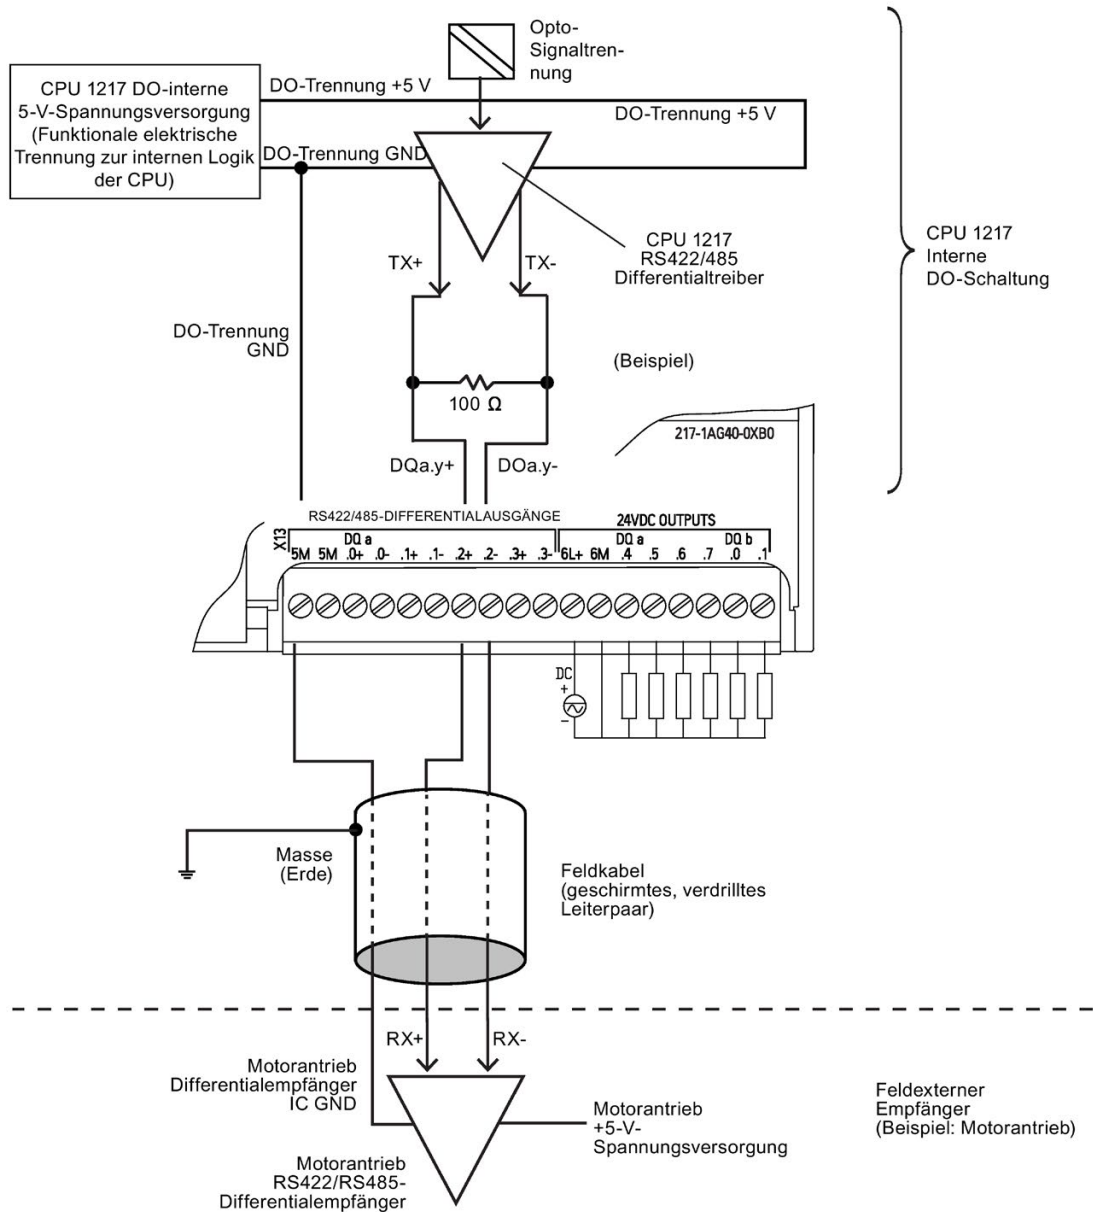 Opto-
Signaltren-
nung
CPU 1217 DO-interne
5-V-Spannungsversorgung
(Funktionale elektrische
Trennung zur internen Logik
der CPU)
DO-Trennung +5 V
DO-Trennung +5 V
DO-Trennung GND
CPU 1217
RS422/485
Differentialtreiber
CPU 1217
Interne
DO-Schaltung
TX+
TX-
DO-Trennung
GND
(Beispiel)
100 Ω
217-1AG40-0XB0
DQa.y+
DOa.y-
RS422/485-DIFFERENTIALAUSGÄNGE
24VDC OUTPUTS
X13
DQ a
DQ a
DQ b
5M 5M .0+ .0- .1+ .1- .2+ .2- .3+ .3- 6L+ 6M .4 .5 .6 .7 .0 .1
DC
+
–
Masse
(Erde)
Feldkabel
(geschirmtes, verdrilltes
Leiterpaar)
RX+
RX-
Motorantrieb
Differentialempfänger
IC GND
Motorantrieb
+5-V-
Spannungsversorgung
Feldexterner
Empfänger
(Beispiel: Motorantrieb)
Motorantrieb
RS422/RS485-
Differentialempfänger